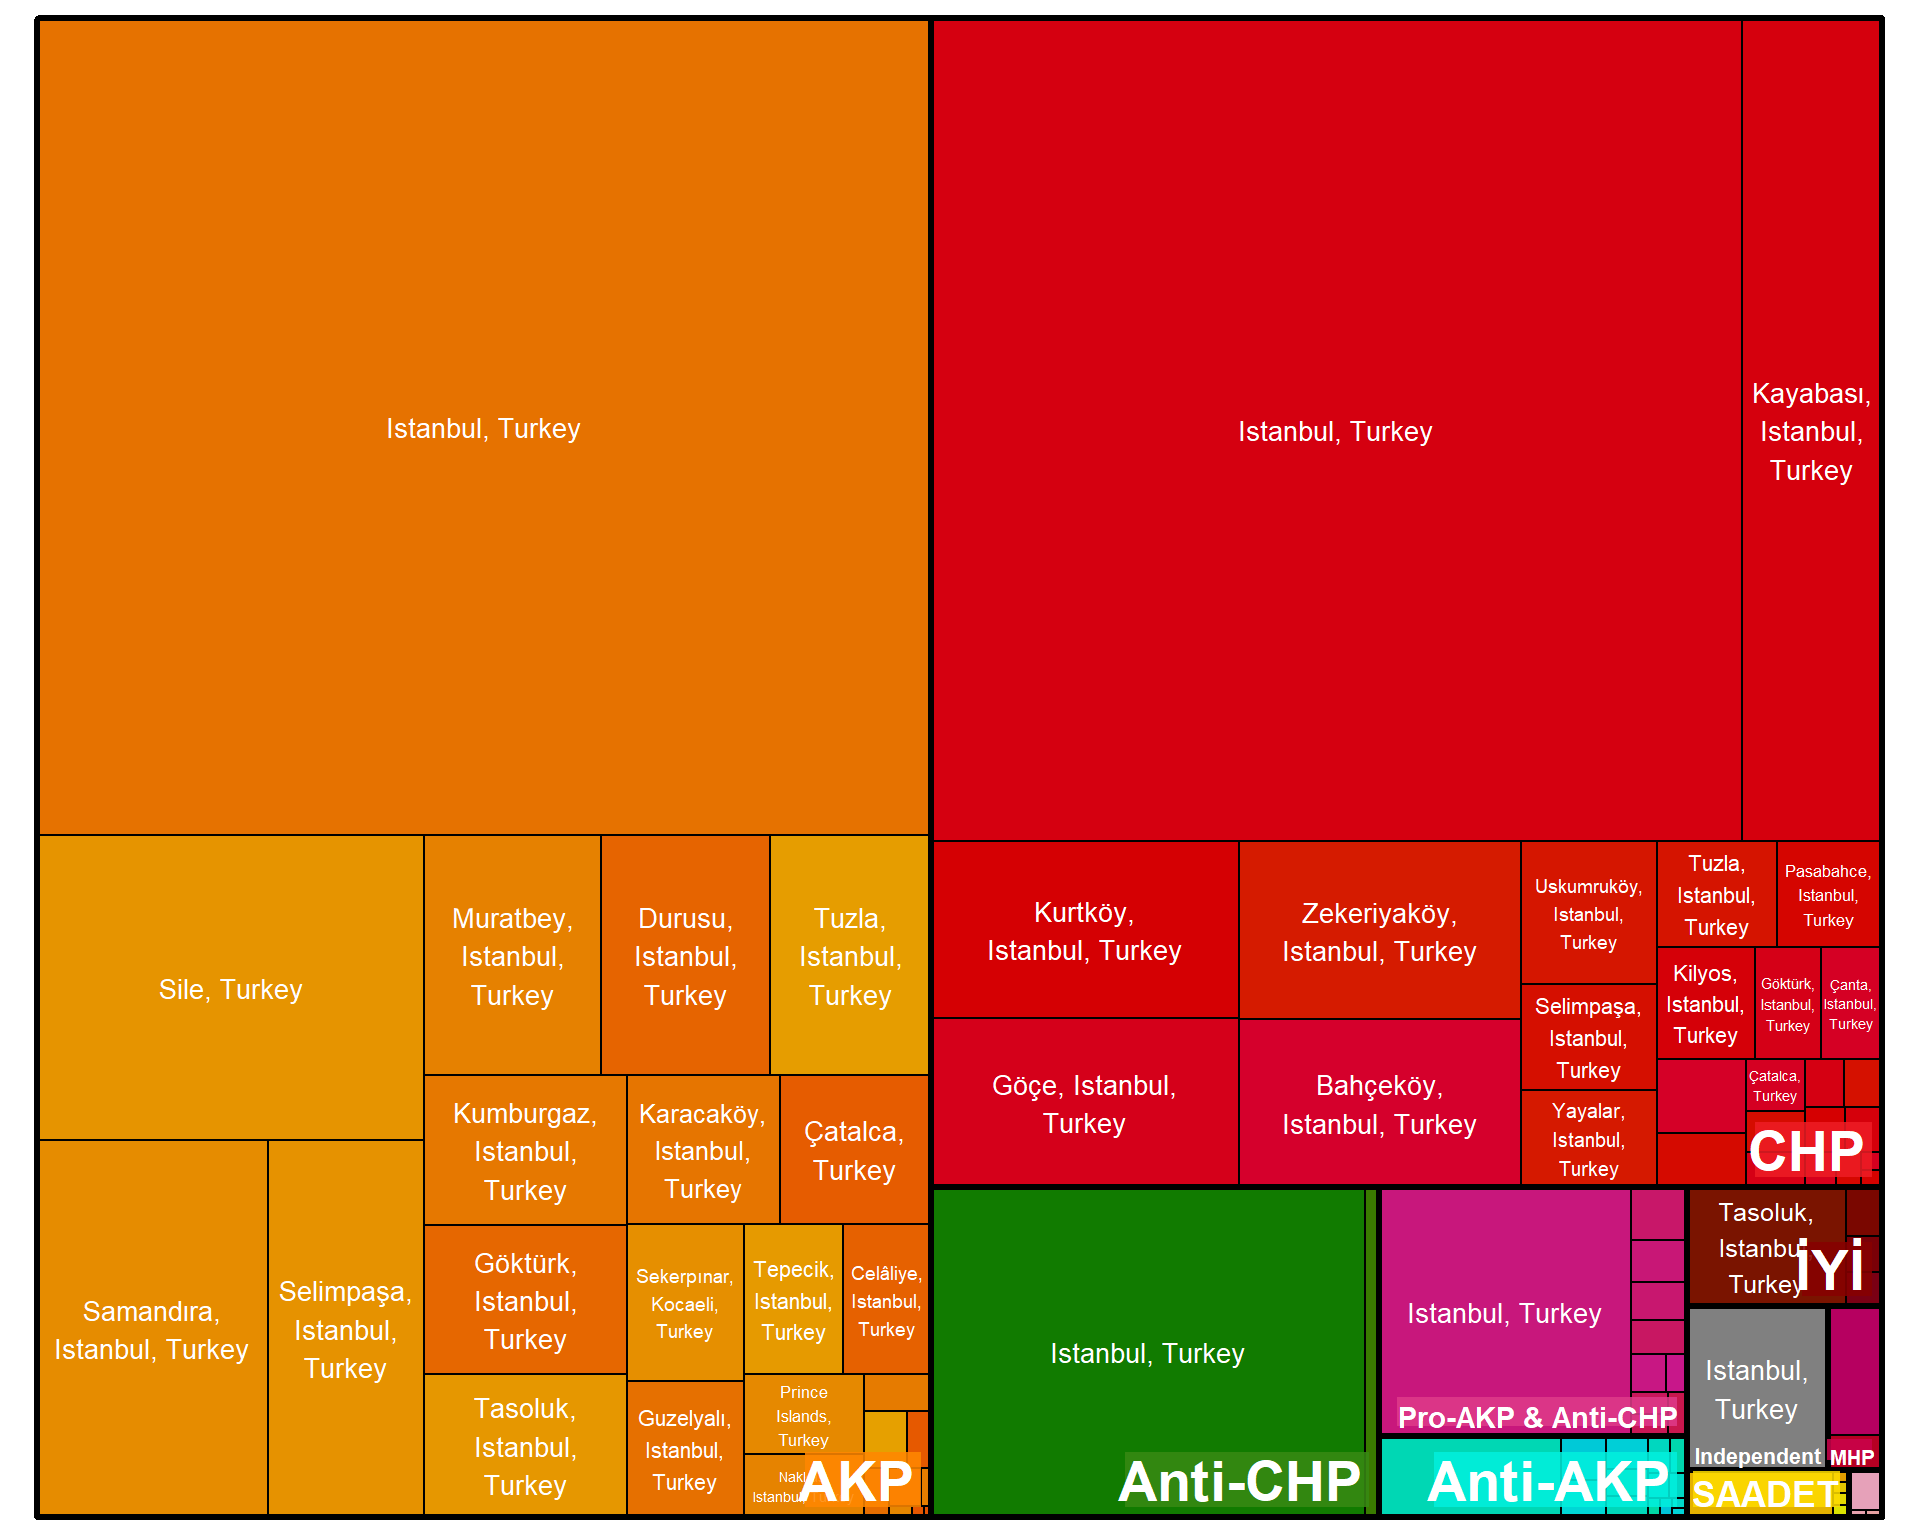 Istanbul, Turkey
Sile, Turkey
Samandıra,
Istanbul, Turkey
Selimpaşa,
Istanbul,
Turkey
Muratbey,
Istanbul,
Turkey
Durusu,
Istanbul,
Turkey
Tuzla,
Istanbul,
Turkey
Kumburgaz,
Istanbul,
Turkey
Karacaköy,
Istanbul,
Turkey
Çatalca,
Turkey
Göktürk,
Istanbul,
Turkey
Sekerpınar,
Kocaeli,
Turkey
Tepecik,
Istanbul,
Turkey
Celâliye,
Istanbul,
Turkey
Tasoluk,
Istanbul,
Turkey
Guzelyalı,
Istanbul,
Turkey
Prince
Islands,
Turkey
Istanbul,
AKP
Istanbul, Turkey
Kayabası,
Istanbul,
Turkey
Kurtköy,
Istanbul, Turkey
Zekeriyaköy,
Istanbul, Turkey
Göçe, Istanbul,
Turkey
Bahçeköy,
Istanbul, Turkey
Uskumruköy,
Istanbul,
Turkey
Selimpaşa,
Istanbul,
Turkey
Yayalar,
Istanbul,
Turkey
Tuzla,
Istanbul,
Turkey
Pasabahce,
Istanbul,
Turkey
Kilyos,
Istanbul,
Turkey
Göktürk,
Istanbul,
Turkey
Çanta,
Istanbul,
Turkey
Çatalca,
Turkey
CHP
Istanbul, Turkey
Anti-CHP
Istanbul, Turkey
Pro-AKP & Anti-CHP
Anti-AKP
Tasoluk,
Istanbul,
Turkey
İYİ
Istanbul,
Turkey
Independent
MHP
SAADET